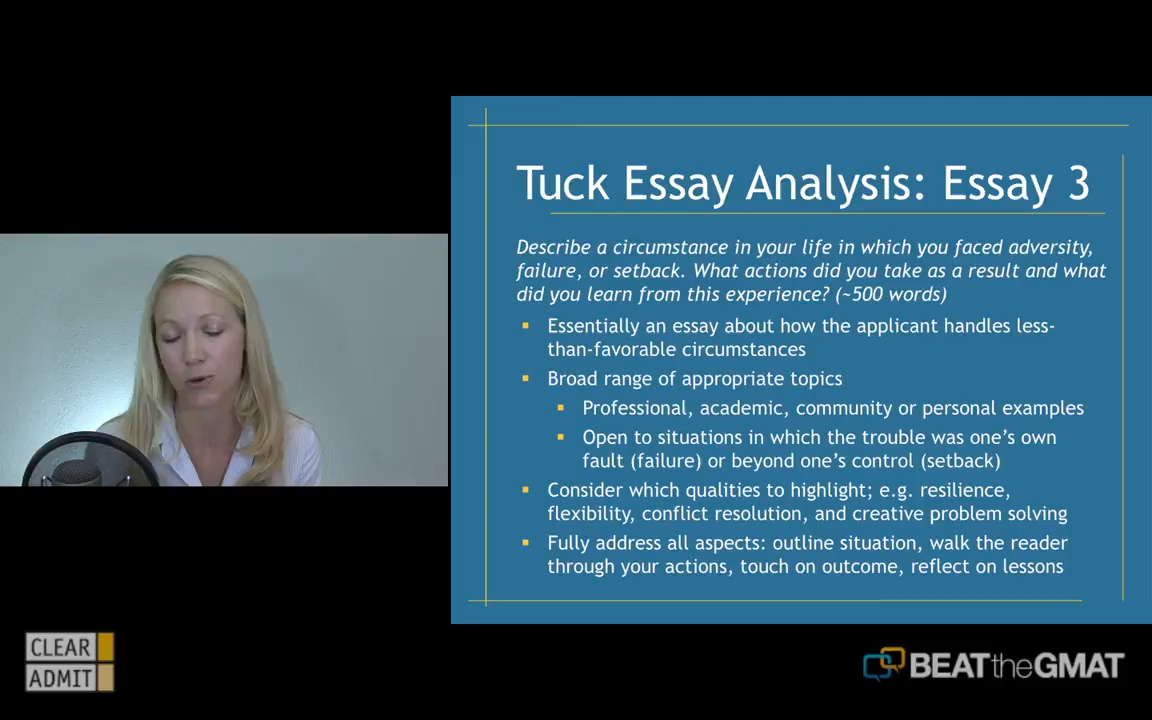 Tuck Essay Analysis: Essay 3
Describe a circumstance in your life in which you faced adversity,
failure, or setback. What actions did you take as a result and what
did you learn from this experience? (~500 words)
Essentially an essay about how the applicant handles less-
than-favorable circumstances
Broad range of appropriate topics
Professional, academic, community or personal examples
Open to situations in which the trouble was one's own
fault (failure) or beyond one's control (setback)
Consider which qualities to highlight; e.g. resilience,
flexibility, conflict resolution, and creative problem solving
Fully address all aspects: outline situation, walk the reader
through your actions, touch on outcome, reflect on lessons
CLEAR
ADMIT
BEATtheGMAT